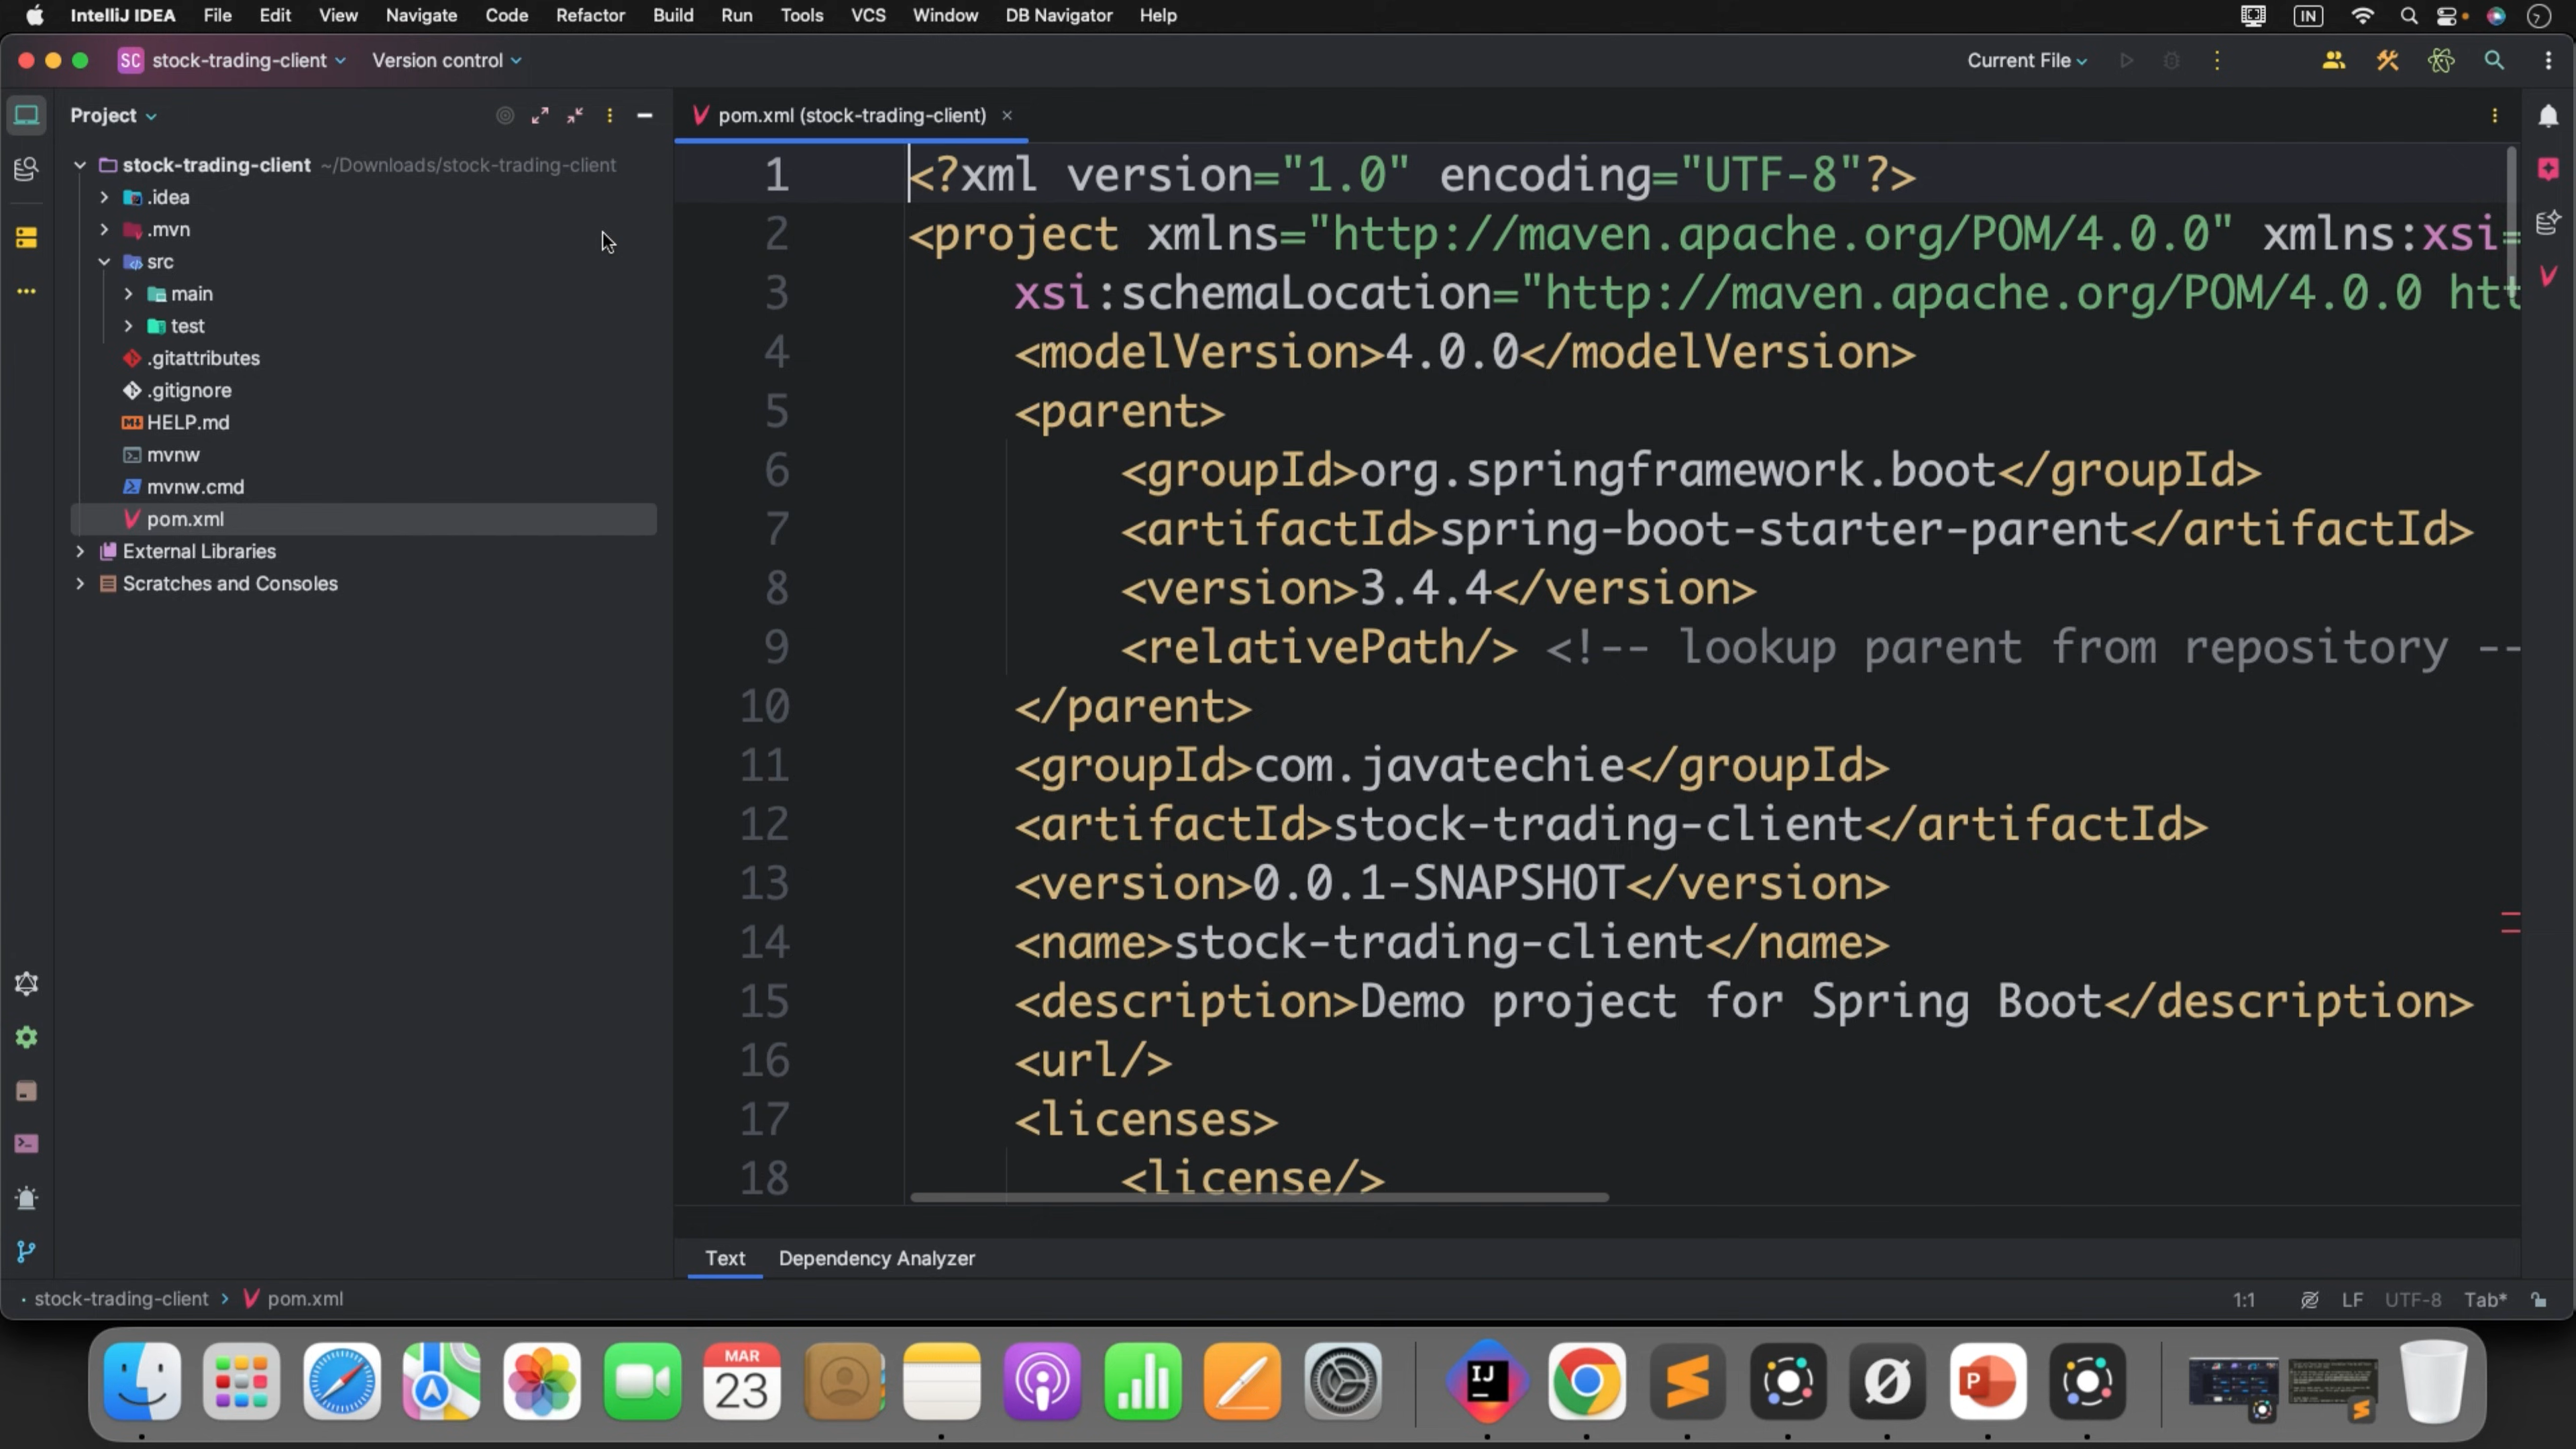 IntelliJ IDEA File Edit View Navigate Code Refactor Build Run Tools VCS Window DB Navigator Help IN
SC stock-trading-client Version control Current File
Project
pom.xml (stock-trading-client)
stock-trading-client ~/Downloads/stock-trading-client
.idea
.mvn
src
main
test
.gitattributes
.gitignore
HELP.md
mvnw
mvnw.cmd
pom.xml
External Libraries
Scratches and Consoles
1 <?xml version="1.0" encoding="UTF-8"?>
2 <project xmlns="http://maven.apache.org/POM/4.0.0" xmlns:xsi=
3 xsi:schemaLocation="http://maven.apache.org/POM/4.0.0 htt
4 <modelVersion>4.0.0</modelVersion>
5 <parent>
6 <groupId>org.springframework.boot</groupId>
7 <artifactId>spring-boot-starter-parent</artifactId>
8 <version>3.4.4</version>
9 <relativePath/> <!-- lookup parent from repository --
10 </parent>
11 <groupId>com.javatechie</groupId>
12 <artifactId>stock-trading-client</artifactId>
13 <version>0.0.1-SNAPSHOT</version>
14 <name>stock-trading-client</name>
15 <description>Demo project for Spring Boot</description>
16 <url/>
17 <licenses>
18 <license/>
Text Dependency Analyzer
stock-trading-client > pom.xml 1:1 LF UTF-8 Tab*
MAR
23
IJ
P